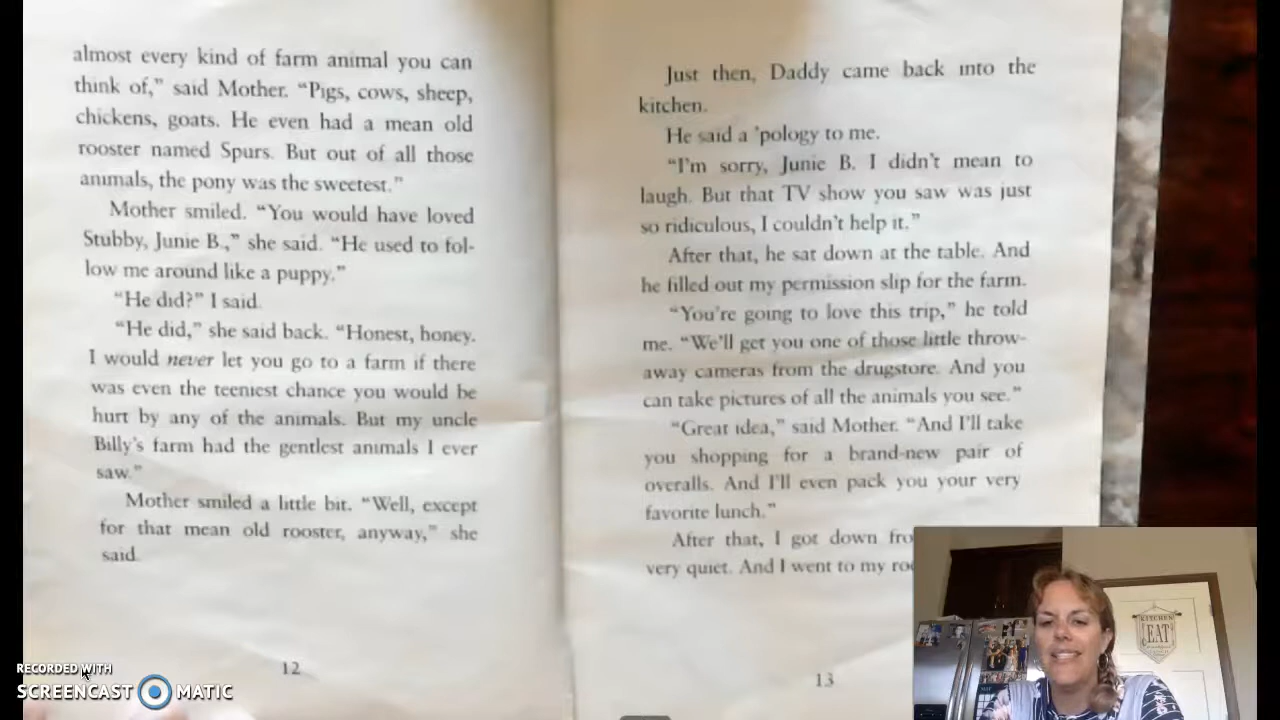 almost every kind of farm animal you can
think of,” said Mother. “Pigs, cows, sheep,
chickens, goats. He even had a mean old
rooster named Spurs. But out of all those
animals, the pony was the sweetest.”
Mother smiled. “You would have loved
Stubby, Junie B.,” she said. “He used to fol-
low me around like a puppy.”
“He did?” I said.
“He did,” she said back. “Honest, honey.
I would never let you go to a farm if there
was even the teeniest chance you would be
hurt by any of the animals. But my uncle
Billy’s farm had the gentlest animals I ever
saw.”
Mother smiled a little bit. “Well, except
for that mean old rooster, anyway,” she
said.
12
Just then, Daddy came back into the
kitchen.
He said a ’pology to me.
“I’m sorry, Junie B. I didn’t mean to
laugh. But that TV show you saw was just
so ridiculous, I couldn’t help it.”
After that, he sat down at the table. And
he filled out my permission slip for the farm.
“You’re going to love this trip,” he told
me. “We’ll get you one of those little throw-
away cameras from the drugstore. And you
can take pictures of all the animals you see.”
“Great idea,” said Mother. “And I’ll take
you shopping for a brand-new pair of
overalls. And I’ll even pack you your very
favorite lunch.”
After that, I got down fro
very quiet. And I went to my ro
13
KITCHEN
EAT
RECORDED WITH
SCREENCAST MATIC